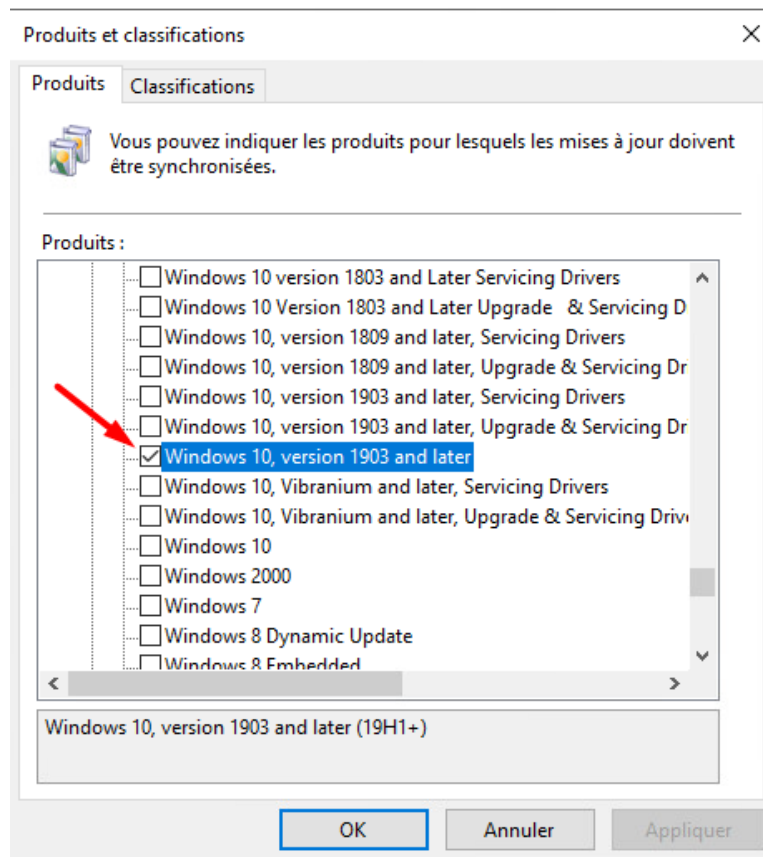 Produits et classifications
Produits
Classifications
Vous pouvez indiquer les produits pour lesquels les mises à jour doivent
être synchronisées.
Produits :
Windows 10 version 1803 and Later Servicing Drivers
Windows 10 Version 1803 and Later Upgrade & Servicing D
Windows 10, version 1809 and later, Servicing Drivers
Windows 10, version 1809 and later, Upgrade & Servicing Dr
Windows 10, version 1903 and later, Servicing Drivers
Windows 10, version 1903 and later, Upgrade & Servicing Dr
Windows 10, version 1903 and later
Windows 10, Vibranium and later, Servicing Drivers
Windows 10, Vibranium and later, Upgrade & Servicing Driv
Windows 10
Windows 2000
Windows 7
Windows 8 Dynamic Update
Windows 8 Embedded
Windows 10, version 1903 and later (19H1+)
OK
Annuler
Appliquer